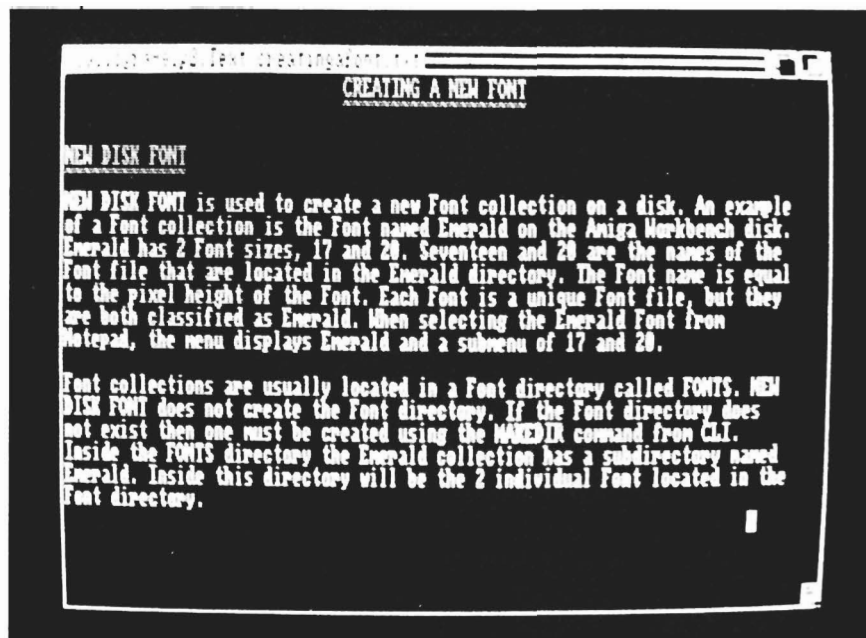 CREATING A NEW FONT
NEW DISK FONT
NEW DISK FONT is used to create a new Font collection on a disk. An example
of a Font collection is the Font named Emerald on the Amiga Workbench disk.
Emerald has 2 Font sizes, 17 and 20. Seventeen and 20 are the names of the
Font file that are located in the Emerald directory. The Font name is equal
to the pixel height of the Font. Each Font is a unique Font file, but they
are both classified as Emerald. When selecting the Emerald Font from
Notepad, the menu displays Emerald and a submenu of 17 and 20.
Font collections are usually located in a Font directory called FONTS. NEW
DISK FONT does not create the Font directory. If the Font directory does
not exist then one must be created using the MAKEDIR command from CLI.
Inside the FONTS directory the Emerald collection has a subdirectory named
Emerald. Inside this directory will be the 2 individual Font located in the
Font directory.